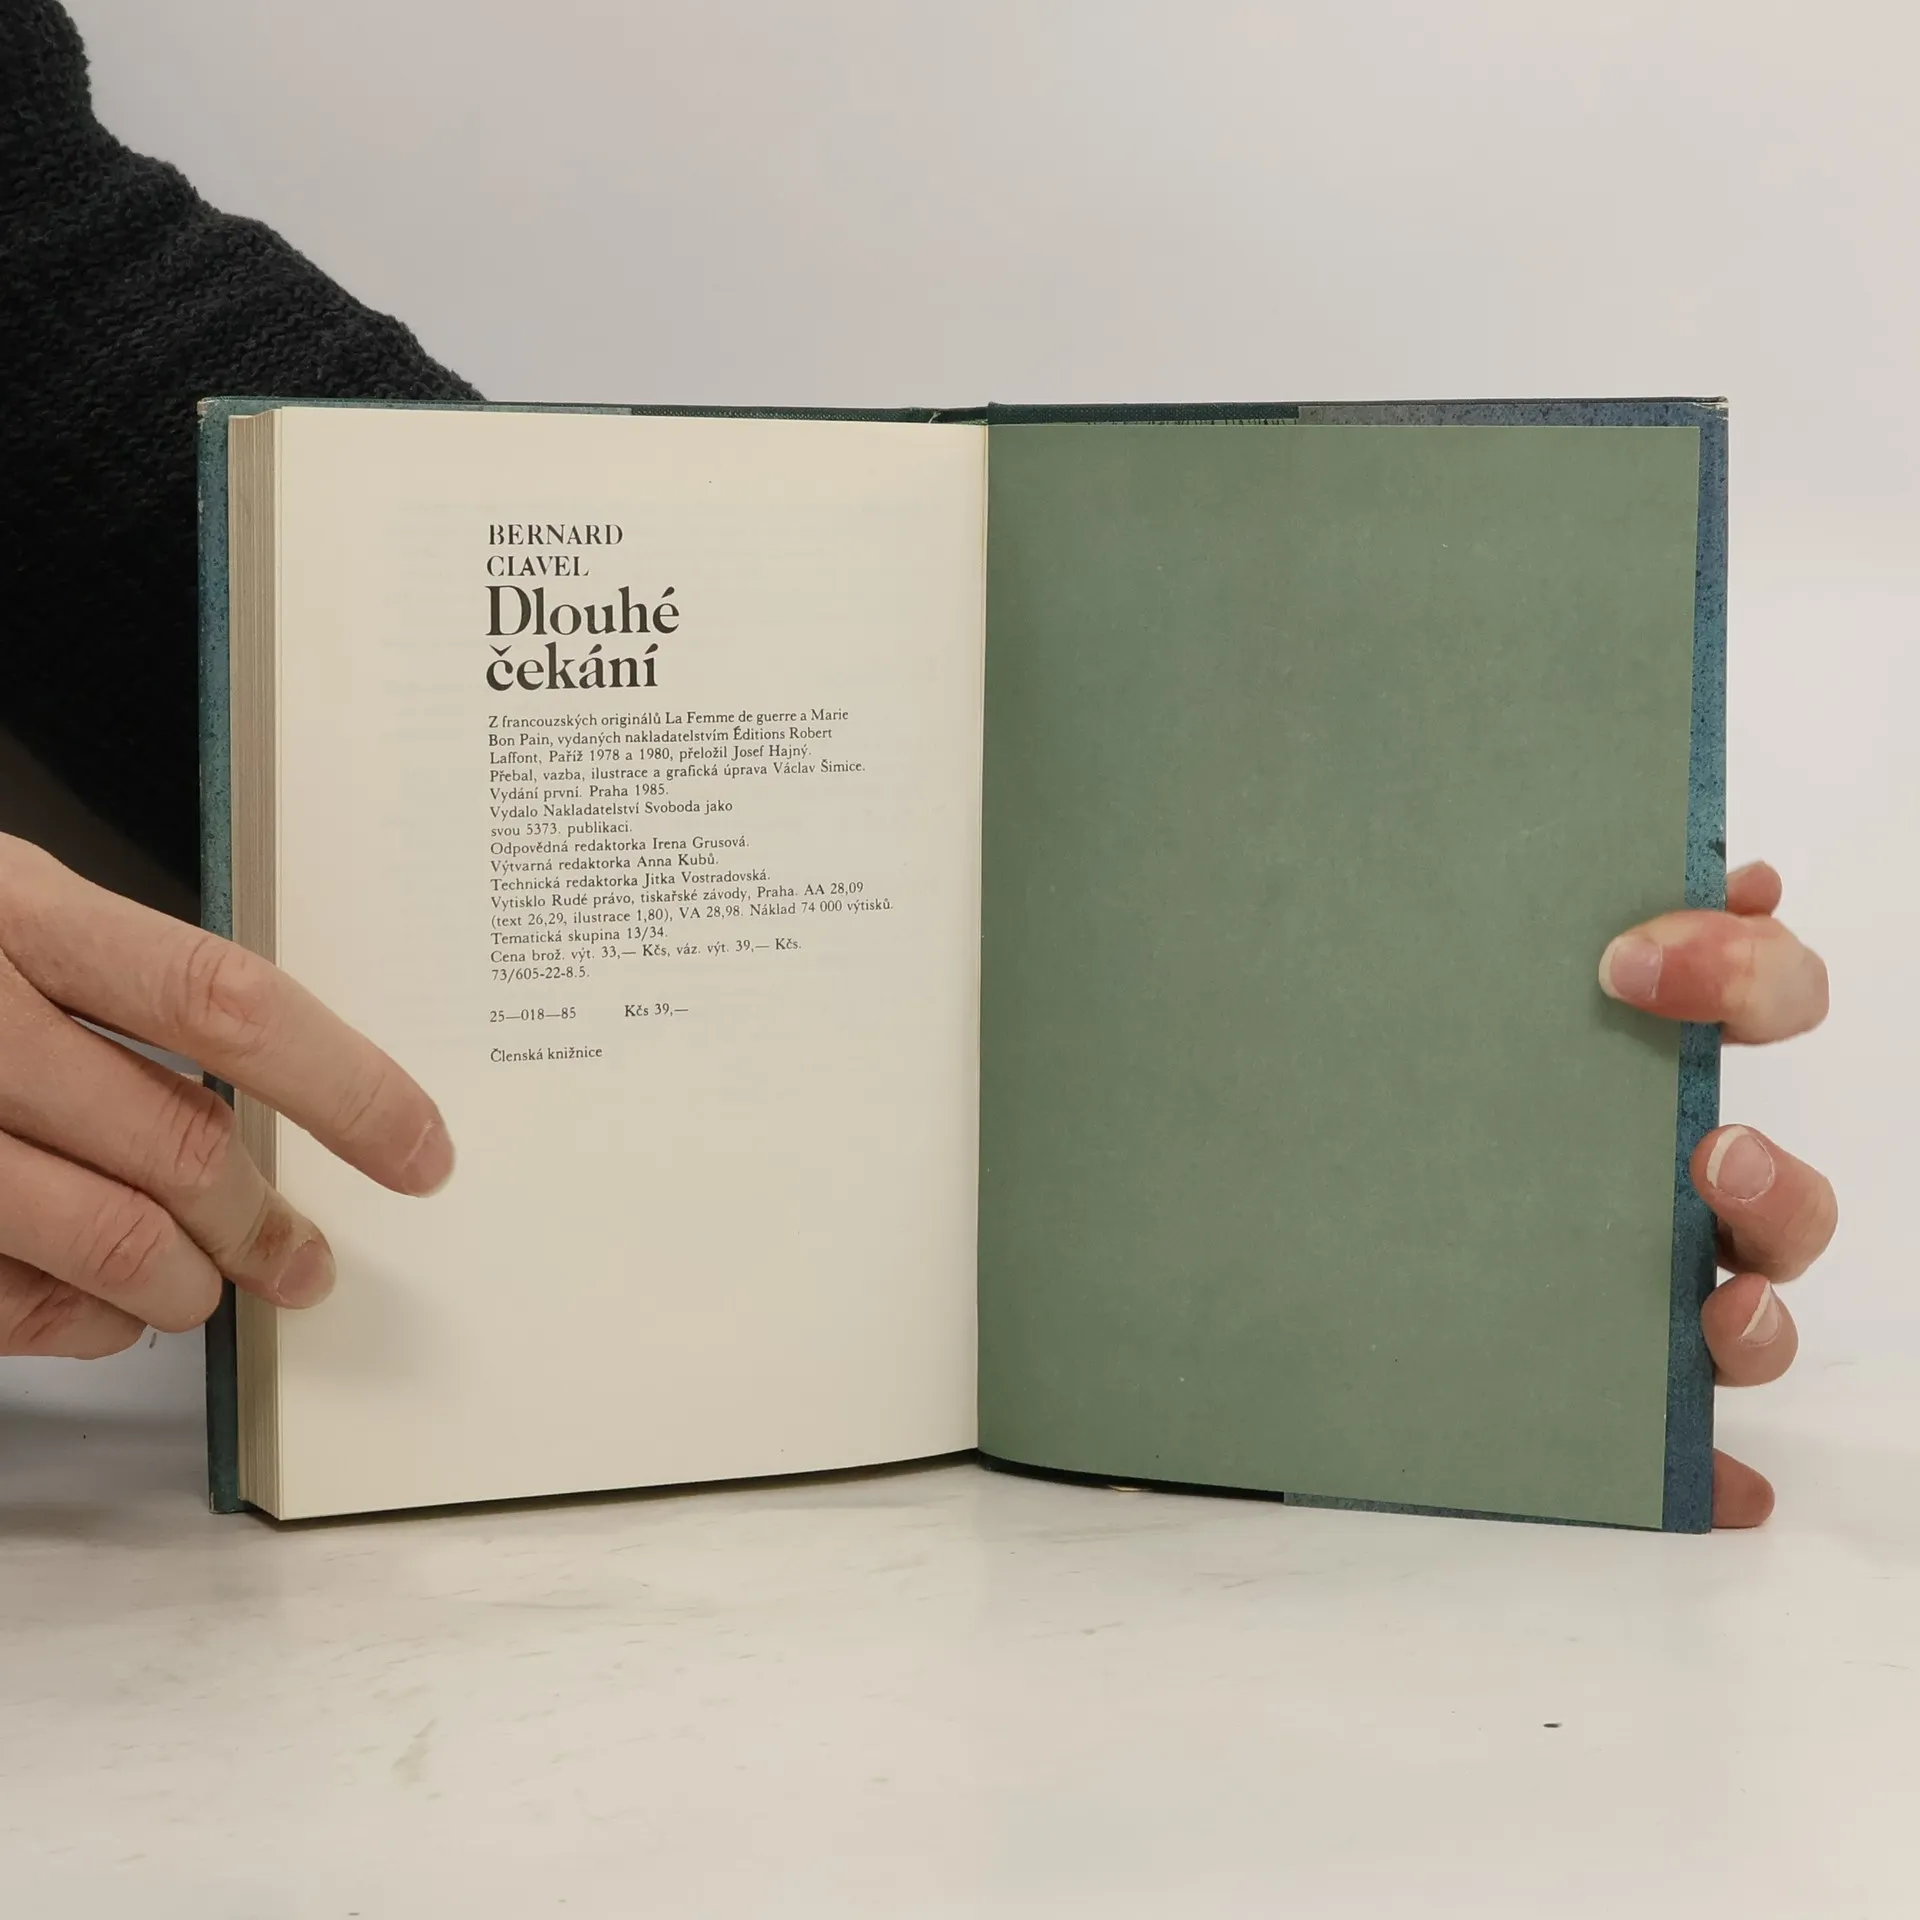 BERNARD
CLAVEL
Dlouhé
čekání
Z francouzských originálů La Femme de guerre a Marie
Bon Pain, vydaných nakladatelstvím Éditions Robert
Laffont, Paříž 1978 a 1980, přeložil Josef Hajný.
Přebal, vazba, ilustrace a grafická úprava Václav Šimice.
Vydání první. Praha 1985.
Vydalo Nakladatelství Svoboda jako
svou 5373. publikaci.
Odpovědná redaktorka Irena Grusová.
Výtvarná redaktorka Anna Kubů.
Technická redaktorka Jitka Vostradovská.
Vytisklo Rudé právo, tiskařské závody, Praha. AA 28,09
(text 26,29, ilustrace 1,80), VA 28,98. Náklad 74 000 výtisků.
Tematická skupina 13/34.
Cena brož. výt. 33,— Kčs, váz. výt. 39,— Kčs.
73/605-22-8.5.
25—018—85 Kčs 39,—
Členská knižnice